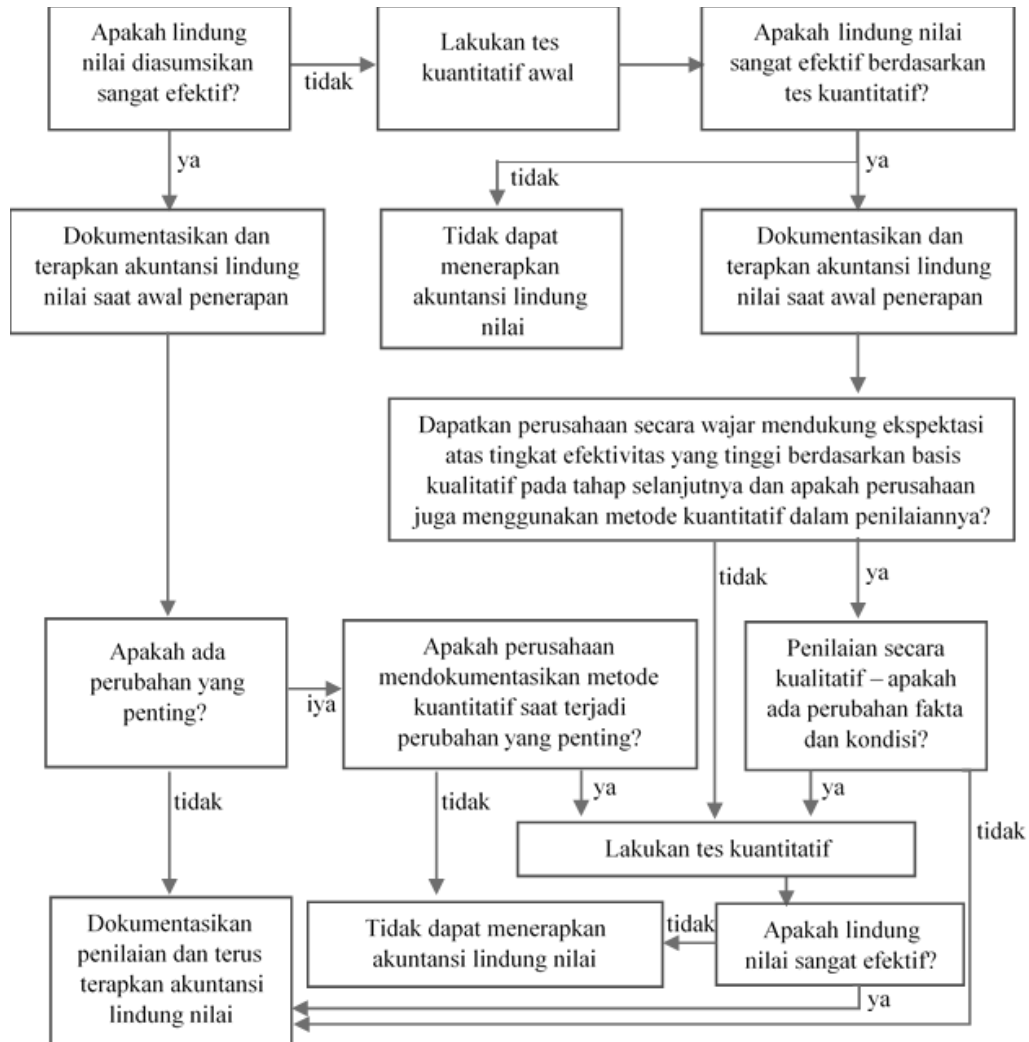 Apakah lindung
nilai diasumsikan
sangat efektif?
tidak
Lakukan tes
kuantitatif awal
Apakah lindung nilai
sangat efektif berdasarkan
tes kuantitatif?
ya
tidak
ya
Dokumentasikan dan
terapkan akuntansi lindung
nilai saat awal penerapan
Tidak dapat
menerapkan
akuntansi lindung
nilai
Dokumentasikan dan
terapkan akuntansi lindung
nilai saat awal penerapan
Dapatkan perusahaan secara wajar mendukung ekspektasi
atas tingkat efektivitas yang tinggi berdasarkan basis
kualitatif pada tahap selanjutnya dan apakah perusahaan
juga menggunakan metode kuantitatif dalam penilaiannya?
tidak
ya
Apakah ada
perubahan yang
penting?
iya
Apakah perusahaan
mendokumentasikan metode
kuantitatif saat terjadi
perubahan yang penting?
Penilaian secara
kualitatif – apakah
ada perubahan fakta
dan kondisi?
tidak
tidak
ya
ya
tidak
Lakukan tes kuantitatif
Dokumentasikan
penilaian dan terus
terapkan akuntansi
lindung nilai
Tidak dapat menerapkan
akuntansi lindung nilai
tidak
Apakah lindung
nilai sangat efektif?
ya